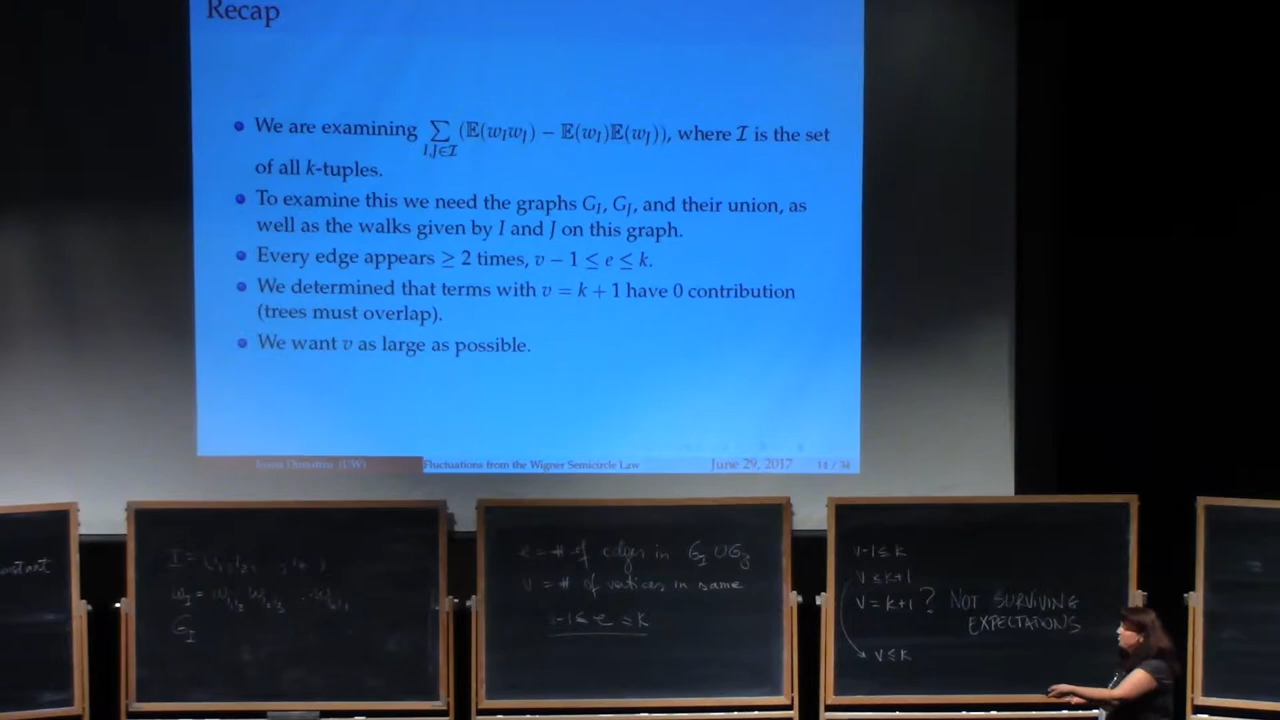 Recap
We are examining ∑ (𝔼(w_I w_J) − 𝔼(w_I)𝔼(w_J)), where 𝓘 is the set
I,J∈𝓘
of all k-tuples.
To examine this we need the graphs G_I, G_J, and their union, as
well as the walks given by I and J on this graph.
Every edge appears ≥ 2 times, v − 1 ≤ e ≤ k.
We determined that terms with v = k + 1 have 0 contribution
(trees must overlap).
We want v as large as possible.
(UW)
Fluctuations from the Wigner Semicircle Law
June 29, 2017
G_I
e = # of edges in G_I ∪ G_J
v = # of vertices in same
-1 ≤ e ≤ k
v-1 ≤ k
v ≤ k+1
v = k+1 ? NOT SURVIVING
EXPECTATIONS
v ≤ k